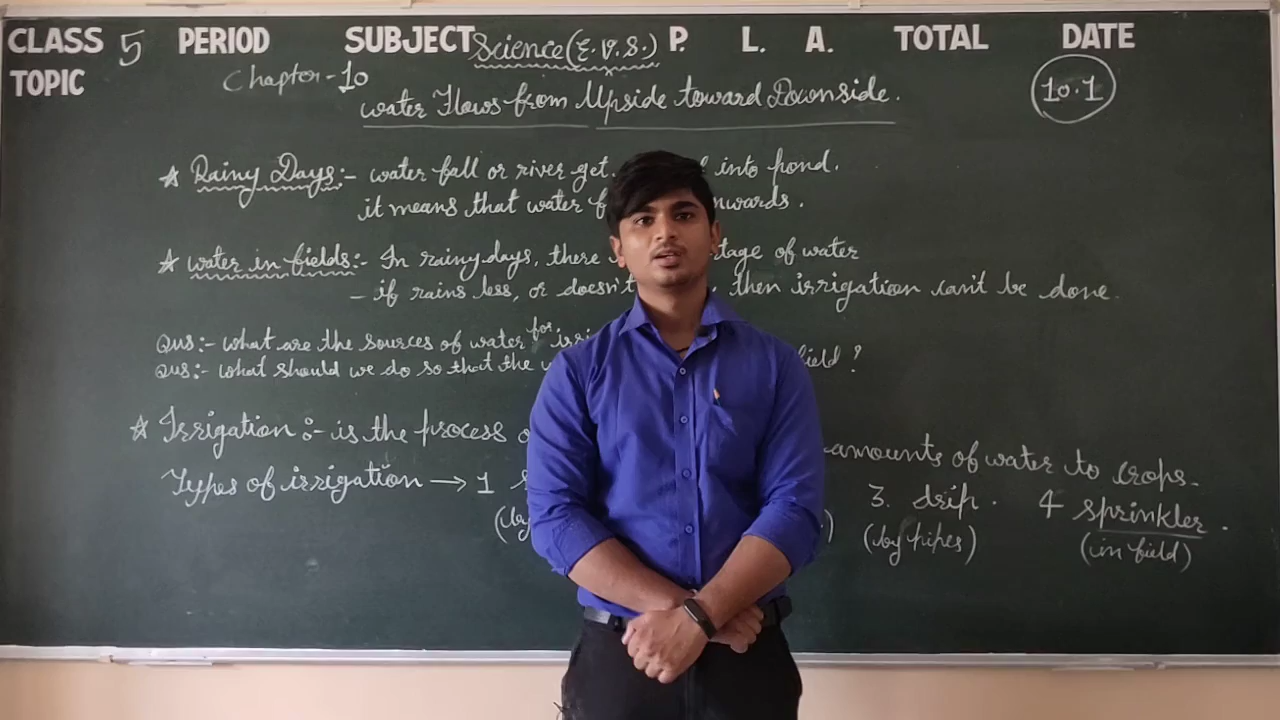 CLASS 5 PERIOD SUBJECT Science (E.V.S.) P. L. A. TOTAL DATE
TOPIC Chapter-10
water Flows from Upside toward Downside. 10.1
☆ Rainy Days:- water fall or river get into pond.
it means that water
☆ water in fields:- In rainy days, there of water
- if rains less, or doesn't , then irrigation can't be done.
Qus:- what are the sources of water for
Qus:- what should we do so that the field ?
☆ Irrigation :- is the process amounts of water to crops.
Types of irrigation → 1 3. drip. 4 sprinkler.
(by pipes) (in field)